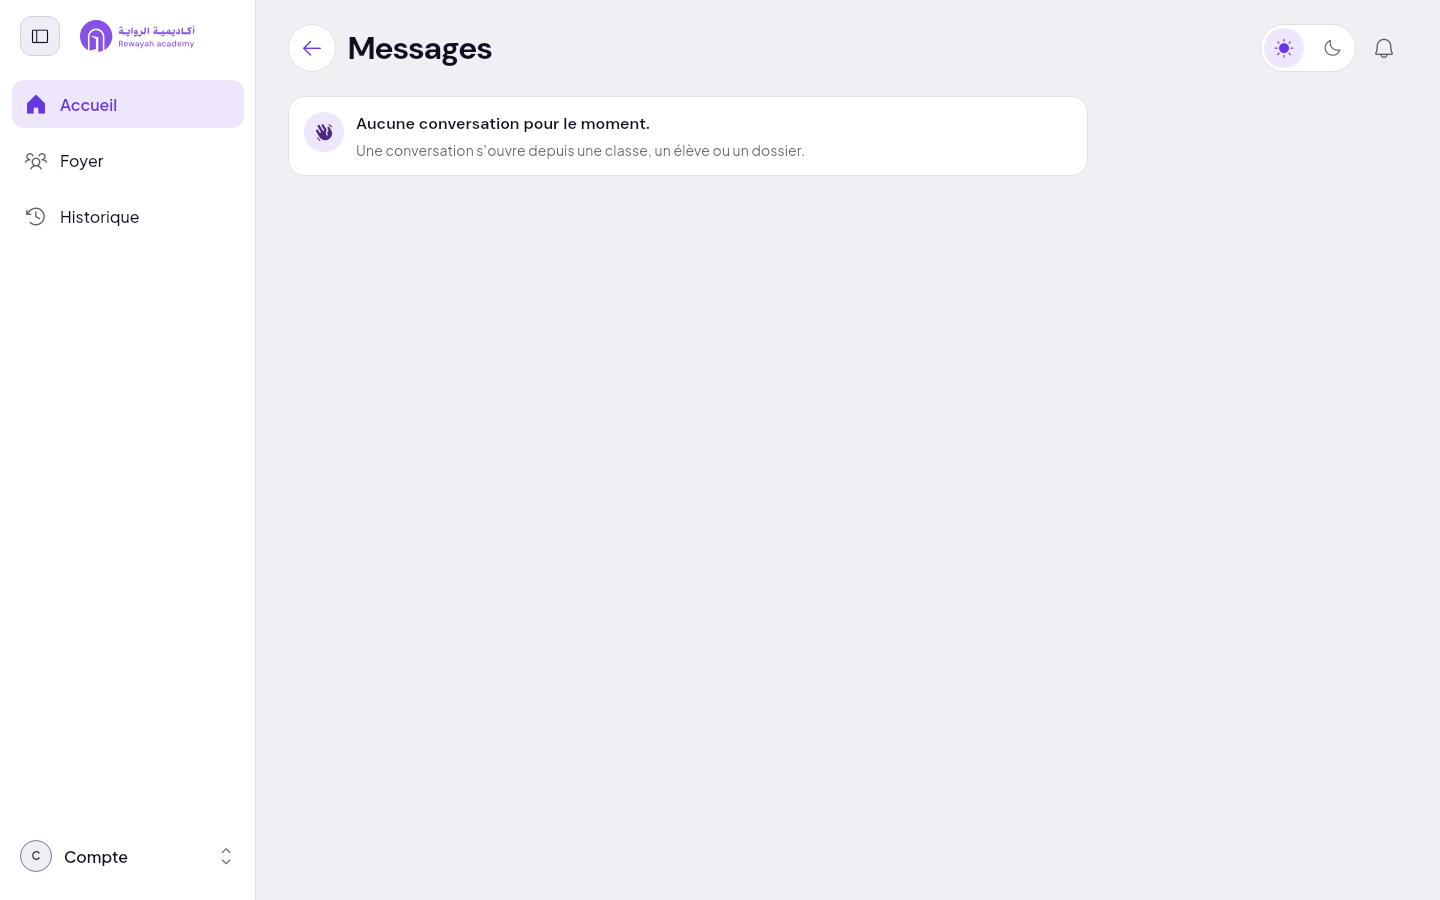 أكاديمية الرواية
Rewayah academy
Messages
Accueil
Foyer
Historique
Aucune conversation pour le moment.
Une conversation s'ouvre depuis une classe, un élève ou un dossier.
C
Compte